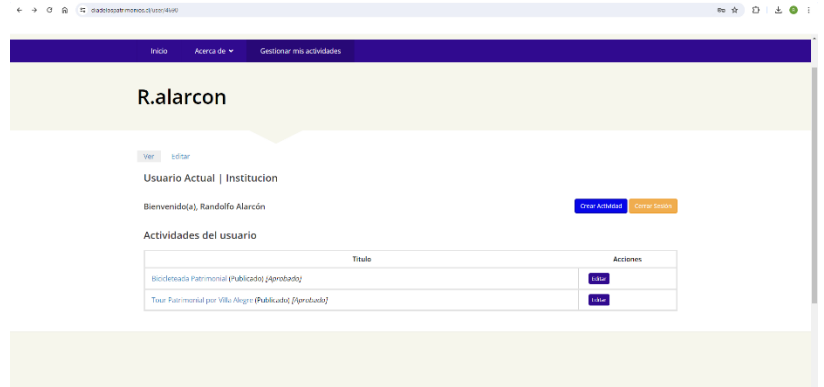 diadelospatrimonios.cl/user/4690
Inicio Acerca de Gestionar mis actividades
R.alarcon
Ver Editar
Usuario Actual | Institucion
Bienvenido(a), Randolfo Alarcón
Crear Actividad Cerrar Sesión
Actividades del usuario
Titulo Acciones
Bicicleteada Patrimonial (Publicado) [Aprobado] Editar
Tour Patrimonial por Villa Alegre (Publicado) [Aprobado] Editar